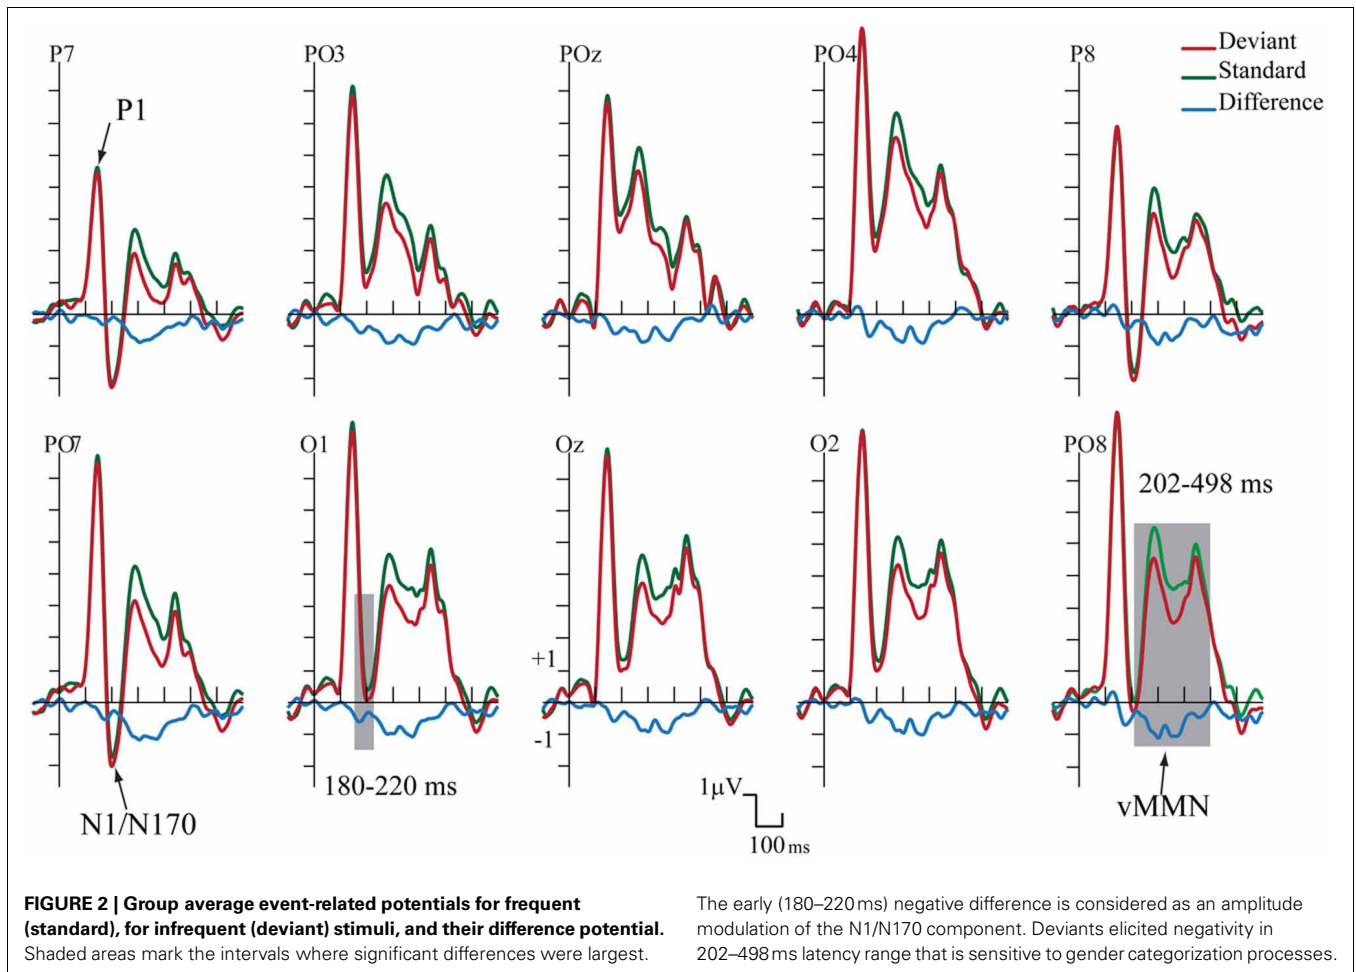 P7
PO3
POz
PO4
P8
Deviant
Standard
Difference
P1
PO7
O1
Oz
O2
PO8
202-498 ms
+1
-1
180-220 ms
N1/N170
1μV
100 ms
vMMN
FIGURE 2 | Group average event-related potentials for frequent
(standard), for infrequent (deviant) stimuli, and their difference potential.
Shaded areas mark the intervals where significant differences were largest.
The early (180–220 ms) negative difference is considered as an amplitude
modulation of the N1/N170 component. Deviants elicited negativity in
202–498 ms latency range that is sensitive to gender categorization processes.